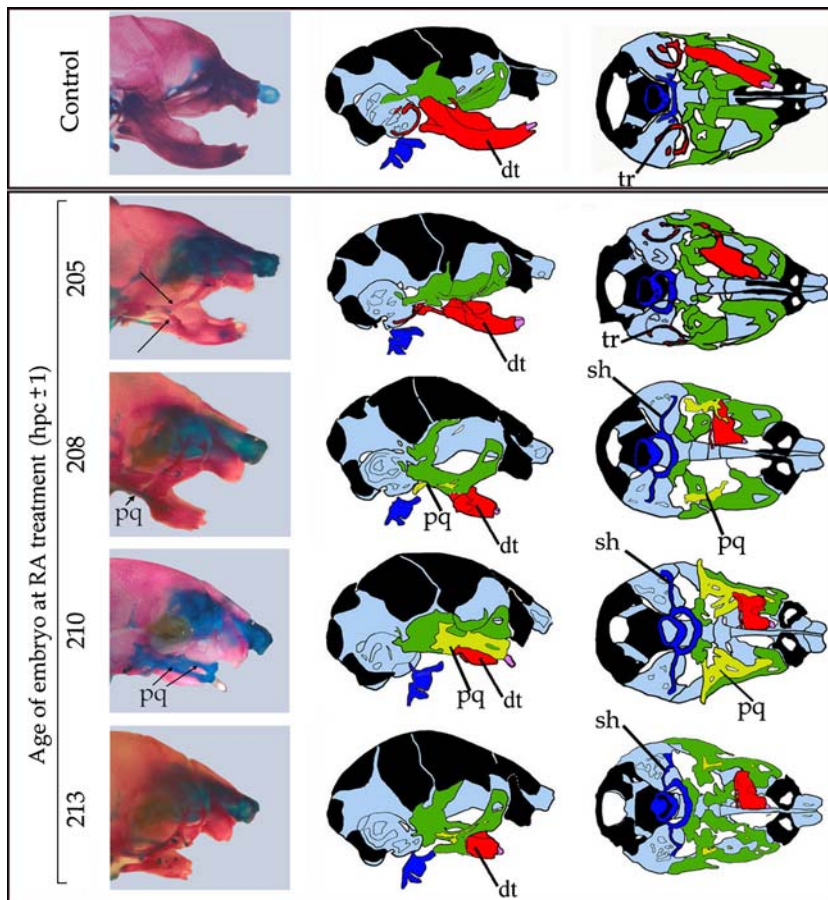 Control
dt
tr
Age of embryo at RA treatment (hpc ± 1)
205
dt
tr
208
pq
pq
dt
sh
pq
210
pq
pq
dt
sh
pq
213
dt
sh